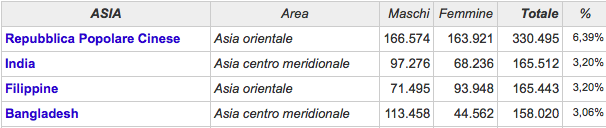 ASIA Area Maschi Femmine Totale %
Repubblica Popolare Cinese Asia orientale 166.574 163.921 330.495 6,39%
India Asia centro meridionale 97.276 68.236 165.512 3,20%
Filippine Asia orientale 71.495 93.948 165.443 3,20%
Bangladesh Asia centro meridionale 113.458 44.562 158.020 3,06%